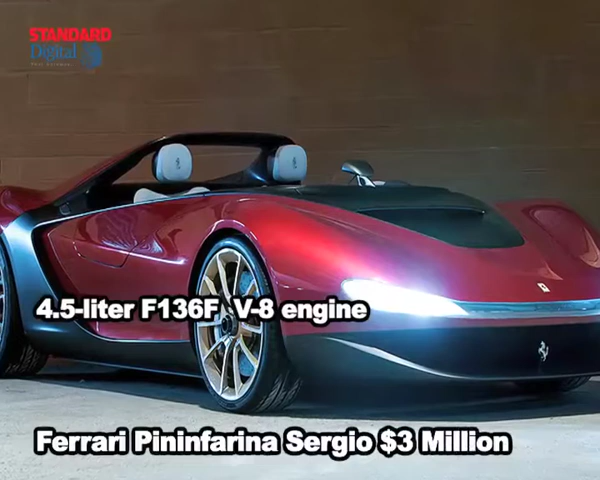 STANDARD
Digital
4.5-liter F136F V-8 engine
Ferrari Pininfarina Sergio $3 Million